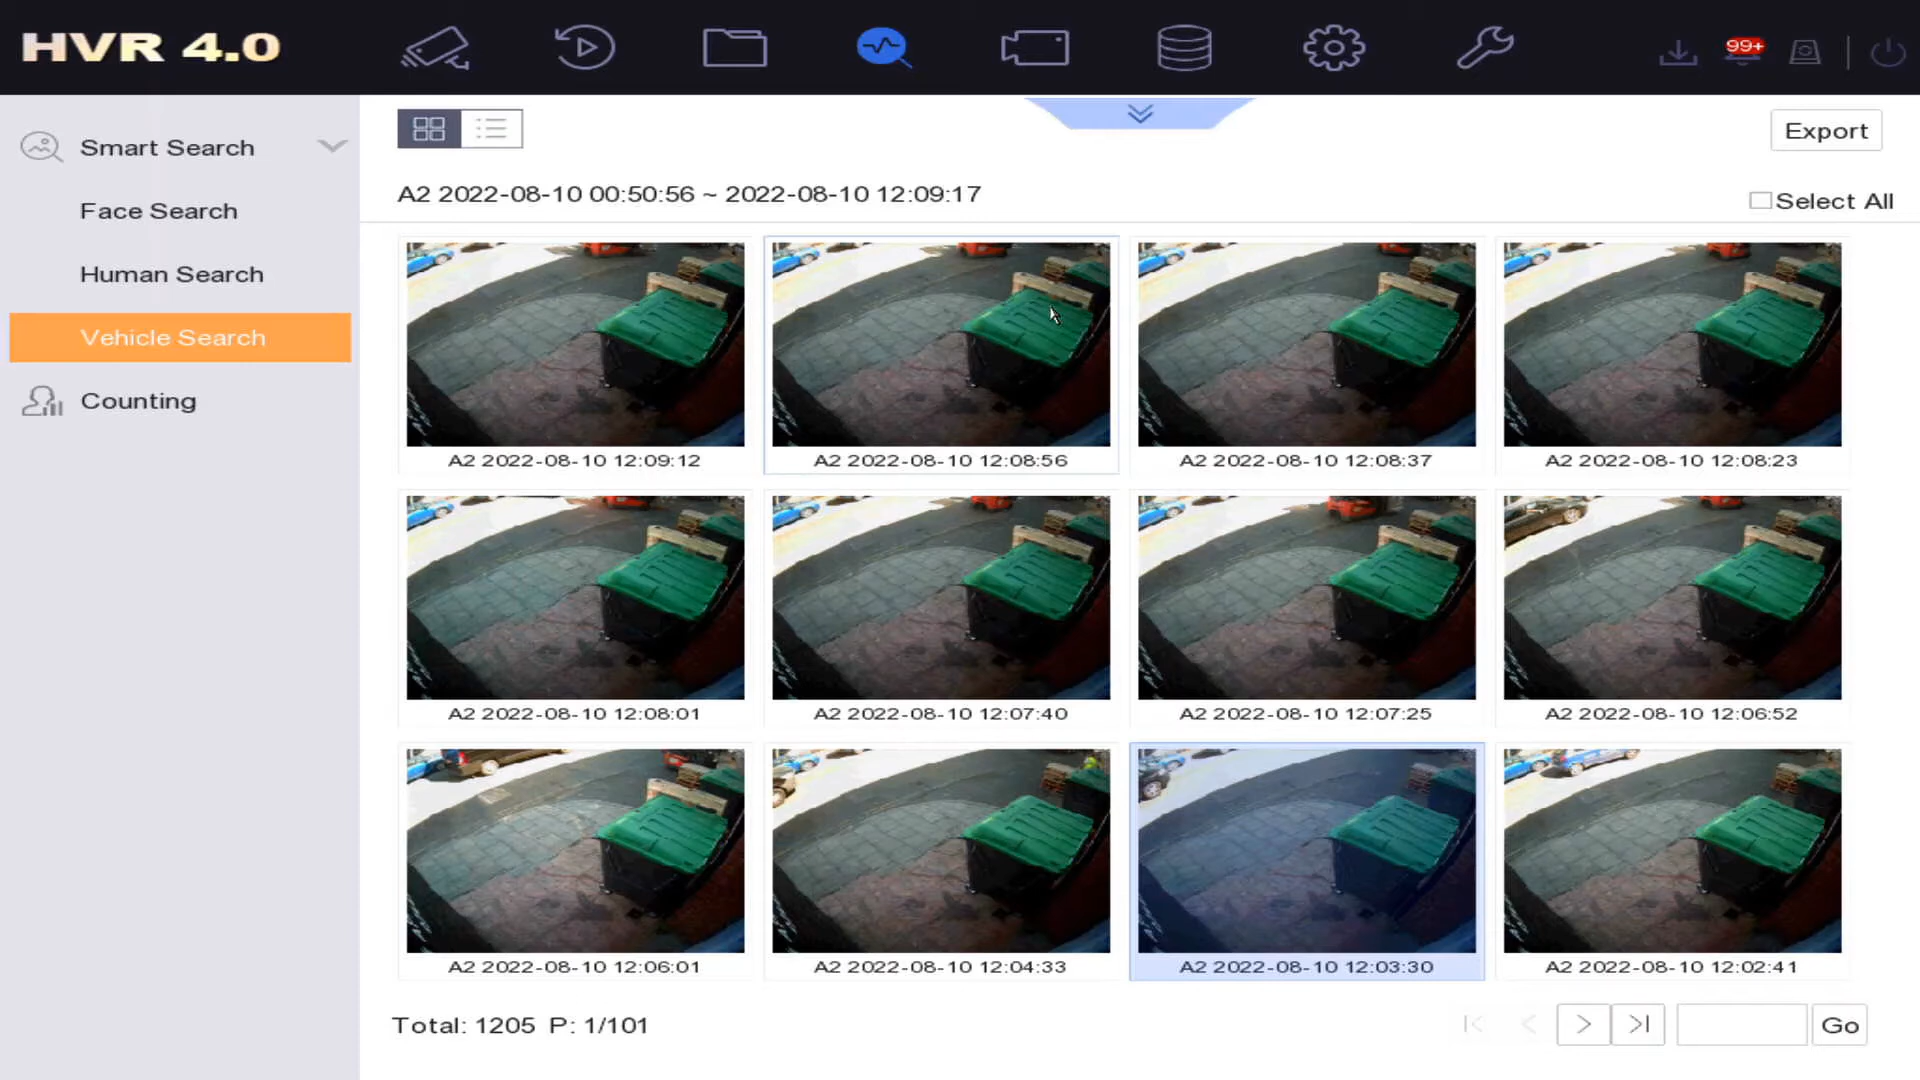 HVR 4.0
99+
Smart Search
Face Search
Human Search
Vehicle Search
Counting
Export
A2 2022-08-10 00:50:56 ~ 2022-08-10 12:09:17
Select All
A2 2022-08-10 12:09:12
A2 2022-08-10 12:08:56
A2 2022-08-10 12:08:37
A2 2022-08-10 12:08:23
A2 2022-08-10 12:08:01
A2 2022-08-10 12:07:40
A2 2022-08-10 12:07:25
A2 2022-08-10 12:06:52
A2 2022-08-10 12:06:01
A2 2022-08-10 12:04:33
A2 2022-08-10 12:03:30
A2 2022-08-10 12:02:41
Total: 1205 P: 1/101
Go